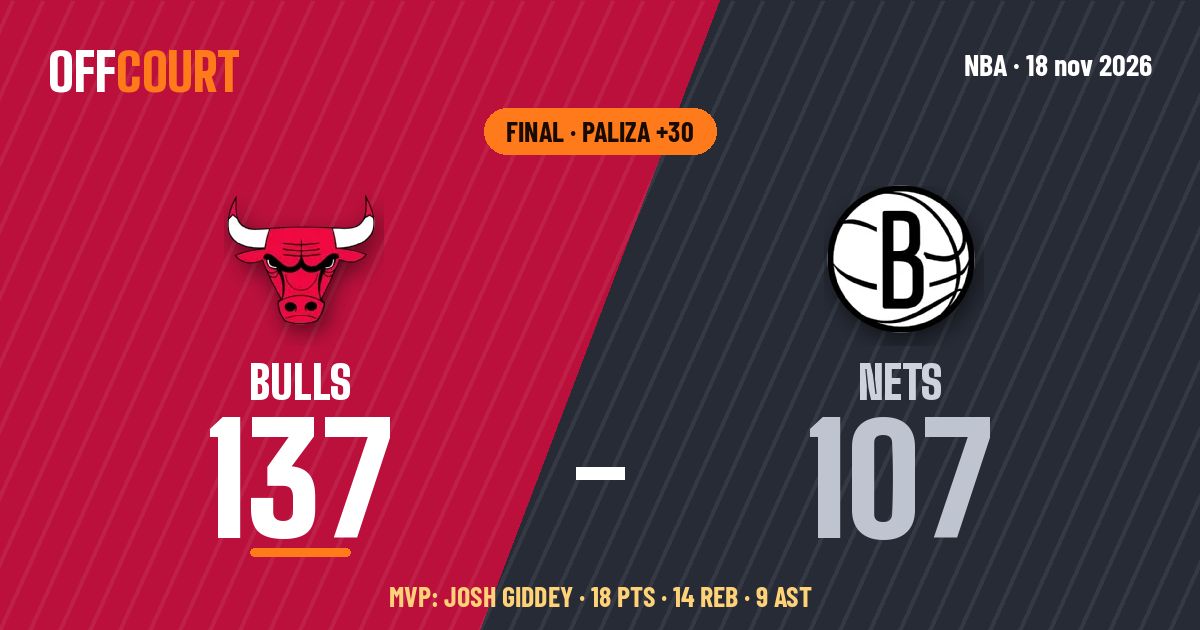 OFFCOURT
NBA · 18 nov 2026
FINAL · PALIZA +30
B
BULLS
NETS
137
–
107
MVP: JOSH GIDDEY · 18 PTS · 14 REB · 9 AST